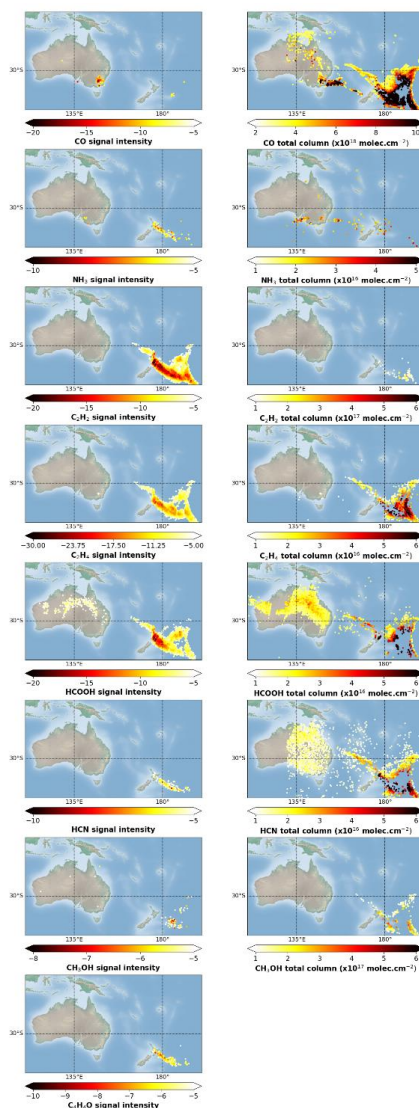 30°S 30°S
135°E 180° 135°E 180°
−20 −15 −10 −5 2 4 6 8 10
CO signal intensity CO total column (x10¹⁸ molec.cm⁻²)
30°S 30°S
135°E 180° 135°E 180°
−10 −5 1 2 3 4 5
NH₃ signal intensity NH₃ total column (x10¹⁶ molec.cm⁻²)
30°S 30°S
135°E 180° 135°E 180°
−20 −15 −10 −5 1 2 3 4 5 6
C₂H₂ signal intensity C₂H₂ total column (x10¹⁷ molec.cm⁻²)
30°S 30°S
135°E 180° 135°E 180°
−30.00 −23.75 −17.50 −11.25 −5.00 1 2 3 4 5 6
C₂H₄ signal intensity C₂H₄ total column (x10¹⁶ molec.cm⁻²)
30°S 30°S
135°E 180° 135°E 180°
−20 −15 −10 −5 1 2 3 4 5 6
HCOOH signal intensity HCOOH total column (x10¹⁶ molec.cm⁻²)
30°S 30°S
135°E 180° 135°E 180°
−10 −5 1 2 3 4 5 6
HCN signal intensity HCN total column (x10¹⁶ molec.cm⁻²)
30°S 30°S
135°E 180° 135°E 180°
−8 −7 −6 −5 1 2 3 4 5 6
CH₃OH signal intensity CH₃OH total column (x10¹⁷ molec.cm⁻²)
30°S
135°E 180°
−10 −9 −8 −7 −6 −5
signal intensity